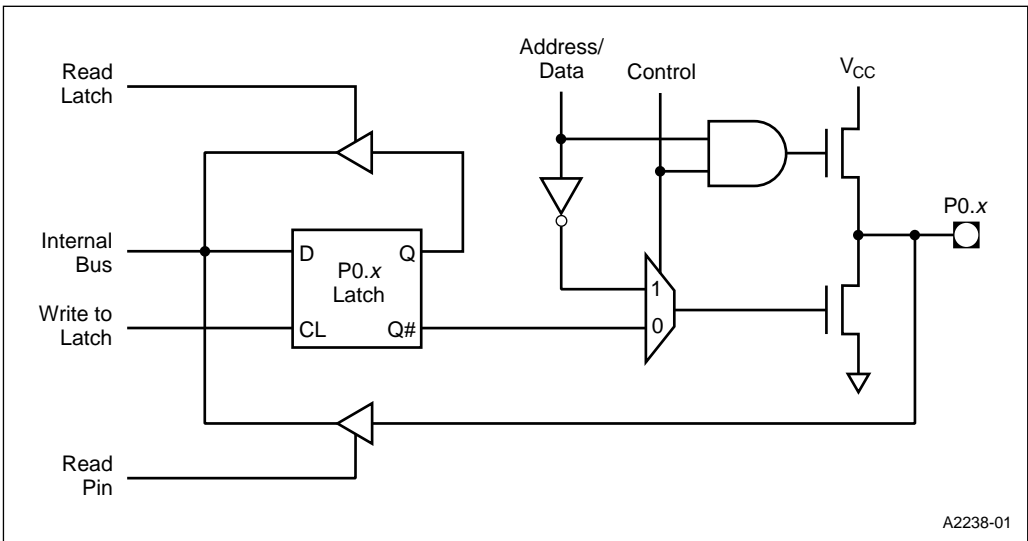 Address/
Data
Control
V_CC
Read
Latch
P0.x
Internal
Bus
D
Q
P0.x
Latch
1
Write to
Latch
CL
Q#
0
Read
Pin
A2238-01